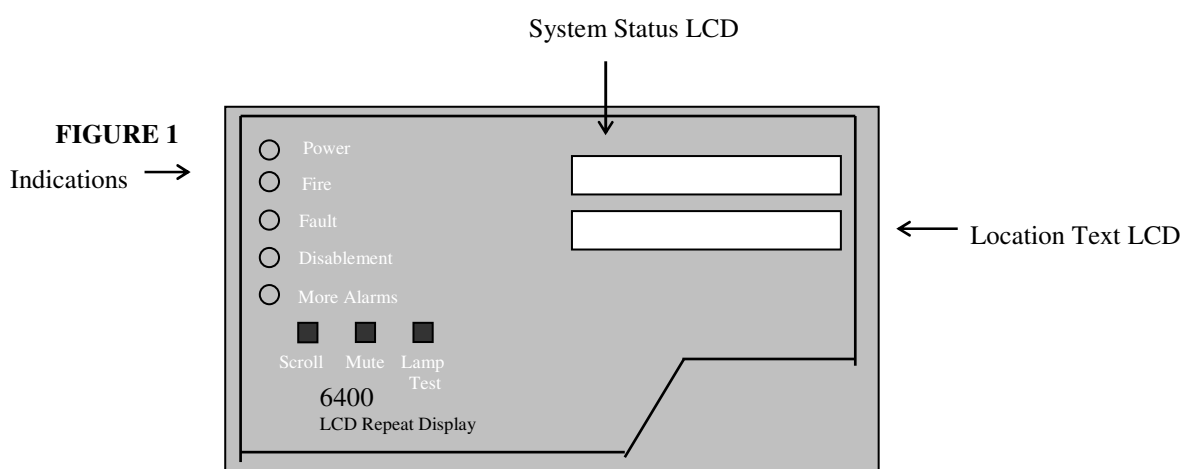 System Status LCD
FIGURE 1
Indications
Power
Fire
Fault
Disablement
More Alarms
Location Text LCD
Scroll Mute Lamp
Test
6400
LCD Repeat Display